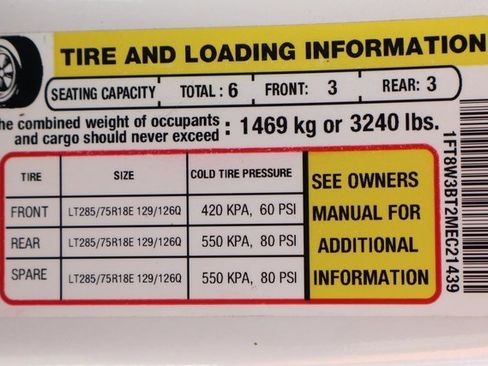 TIRE AND LOADING INFORMATION
SEATING CAPACITY TOTAL : 6 FRONT: 3 REAR: 3
he combined weight of occupants
and cargo should never exceed : 1469 kg or 3240 lbs.
TIRE SIZE COLD TIRE PRESSURE
FRONT LT285/75R18E 129/126Q 420 KPA, 60 PSI
REAR LT285/75R18E 129/126Q 550 KPA, 80 PSI
SPARE LT285/75R18E 129/126Q 550 KPA, 80 PSI
SEE OWNERS
MANUAL FOR
ADDITIONAL
INFORMATION
1FT8W3BT2MEC21439